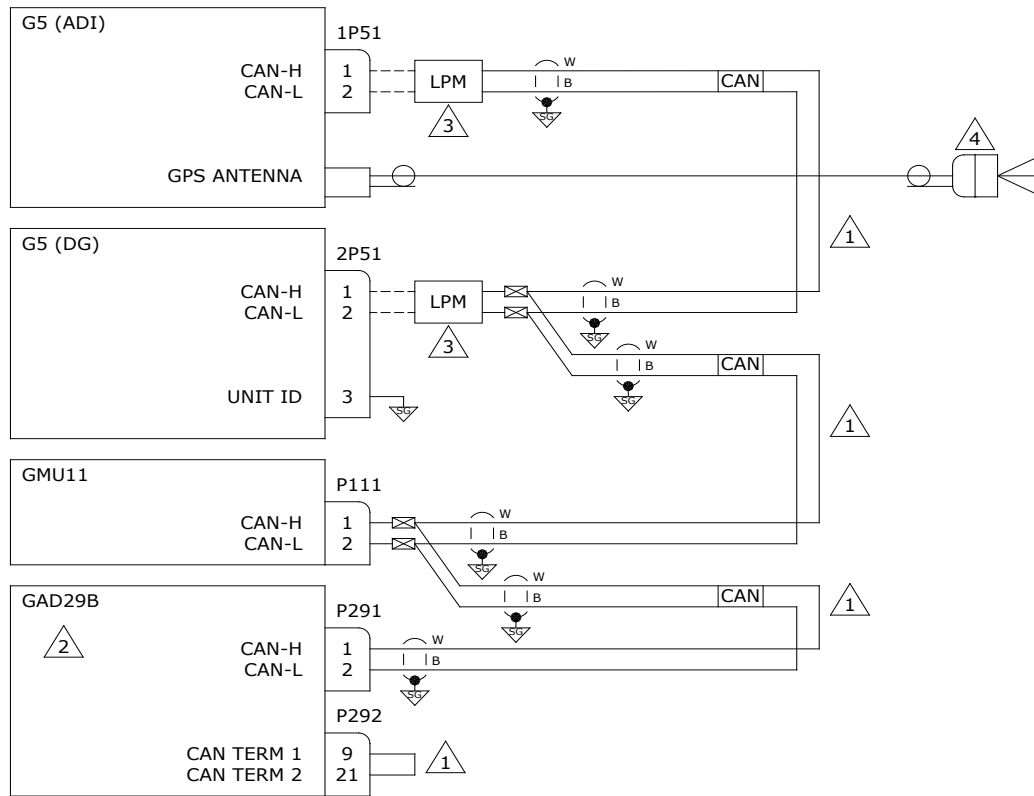 G5 (ADI)
1P51
CAN-H 1 LPM W CAN
CAN-L 2 B
SG
3
4
GPS ANTENNA
1
G5 (DG)
2P51
CAN-H 1 LPM W
CAN-L 2 B
SG
3
W CAN
B
SG
UNIT ID 3 SG
1
GMU11
P111
CAN-H 1 W
CAN-L 2 B
SG
W CAN
B
SG
1
GAD29B
2
P291
CAN-H 1 W
CAN-L 2 B
SG
P292
CAN TERM 1 9
CAN TERM 2 21
1